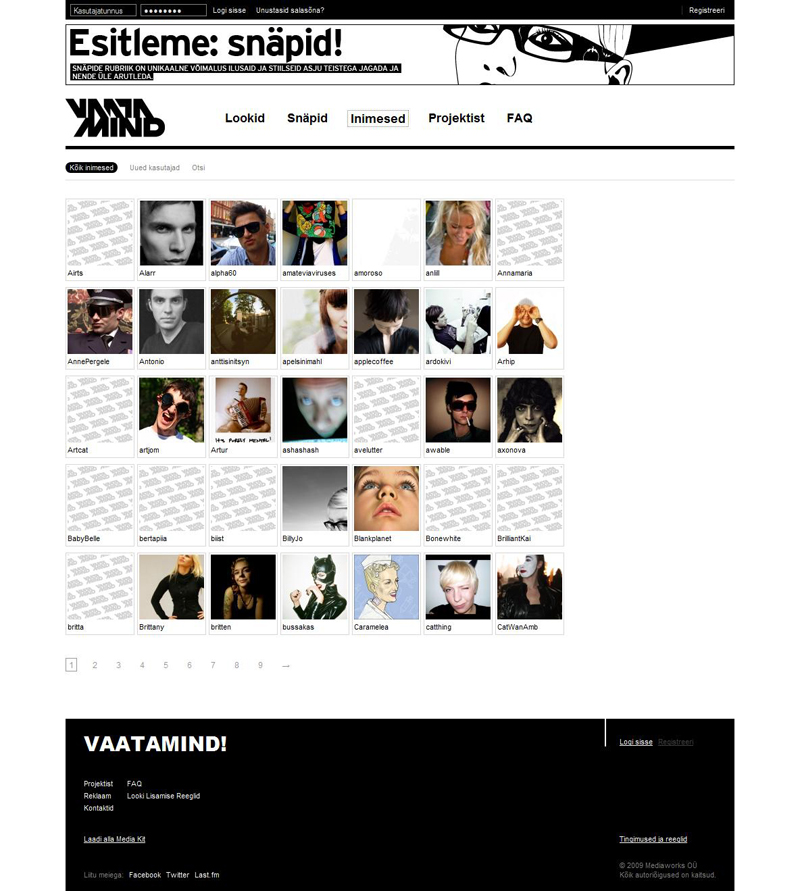 Kasutajatunnus ●●●●●●●● Logi sisse Unustasid salasõna? Registreeri
Esitleme: snäpid!
SNÄPIDE RUBRIIK ON UNIKAALNE VÕIMALUS ILUSAID JA STIILSEID ASJU TEISTEGA JAGADA JA
NENDE ÜLE ARUTLEDA.
VAATA
MIND
Lookid Snäpid Inimesed Projektist FAQ
Kõik inimesed Uued kasutajad Otsi
Airts Alarr alpha60 amateviaviruses amoroso anlill Annamaria
AnnePergele Antonio anttisinitsyn apelsinimahl applecoffee ardokivi Arhip
IT'S PURELY MENTAL!
Artcat artjom Artur ashashash avelutter awable axonova
BabyBelle bertapiia biist BillyJo Blankplanet Bonewhite BrilliantKai
britta Brittany britten bussakas Caramelea catthing CatWanAmb
1 2 3 4 5 6 7 8 9 →
VAATAMIND!
Logi sisse Registreeri
Projektist FAQ
Reklaam Looki Lisamise Reeglid
Kontaktid
Laadi alla Media Kit
Tingimused ja reeglid
© 2009 Mediaworks OÜ
Kõik autoriõigused on kaitsud.
Liitu meiega: Facebook Twitter Last.fm